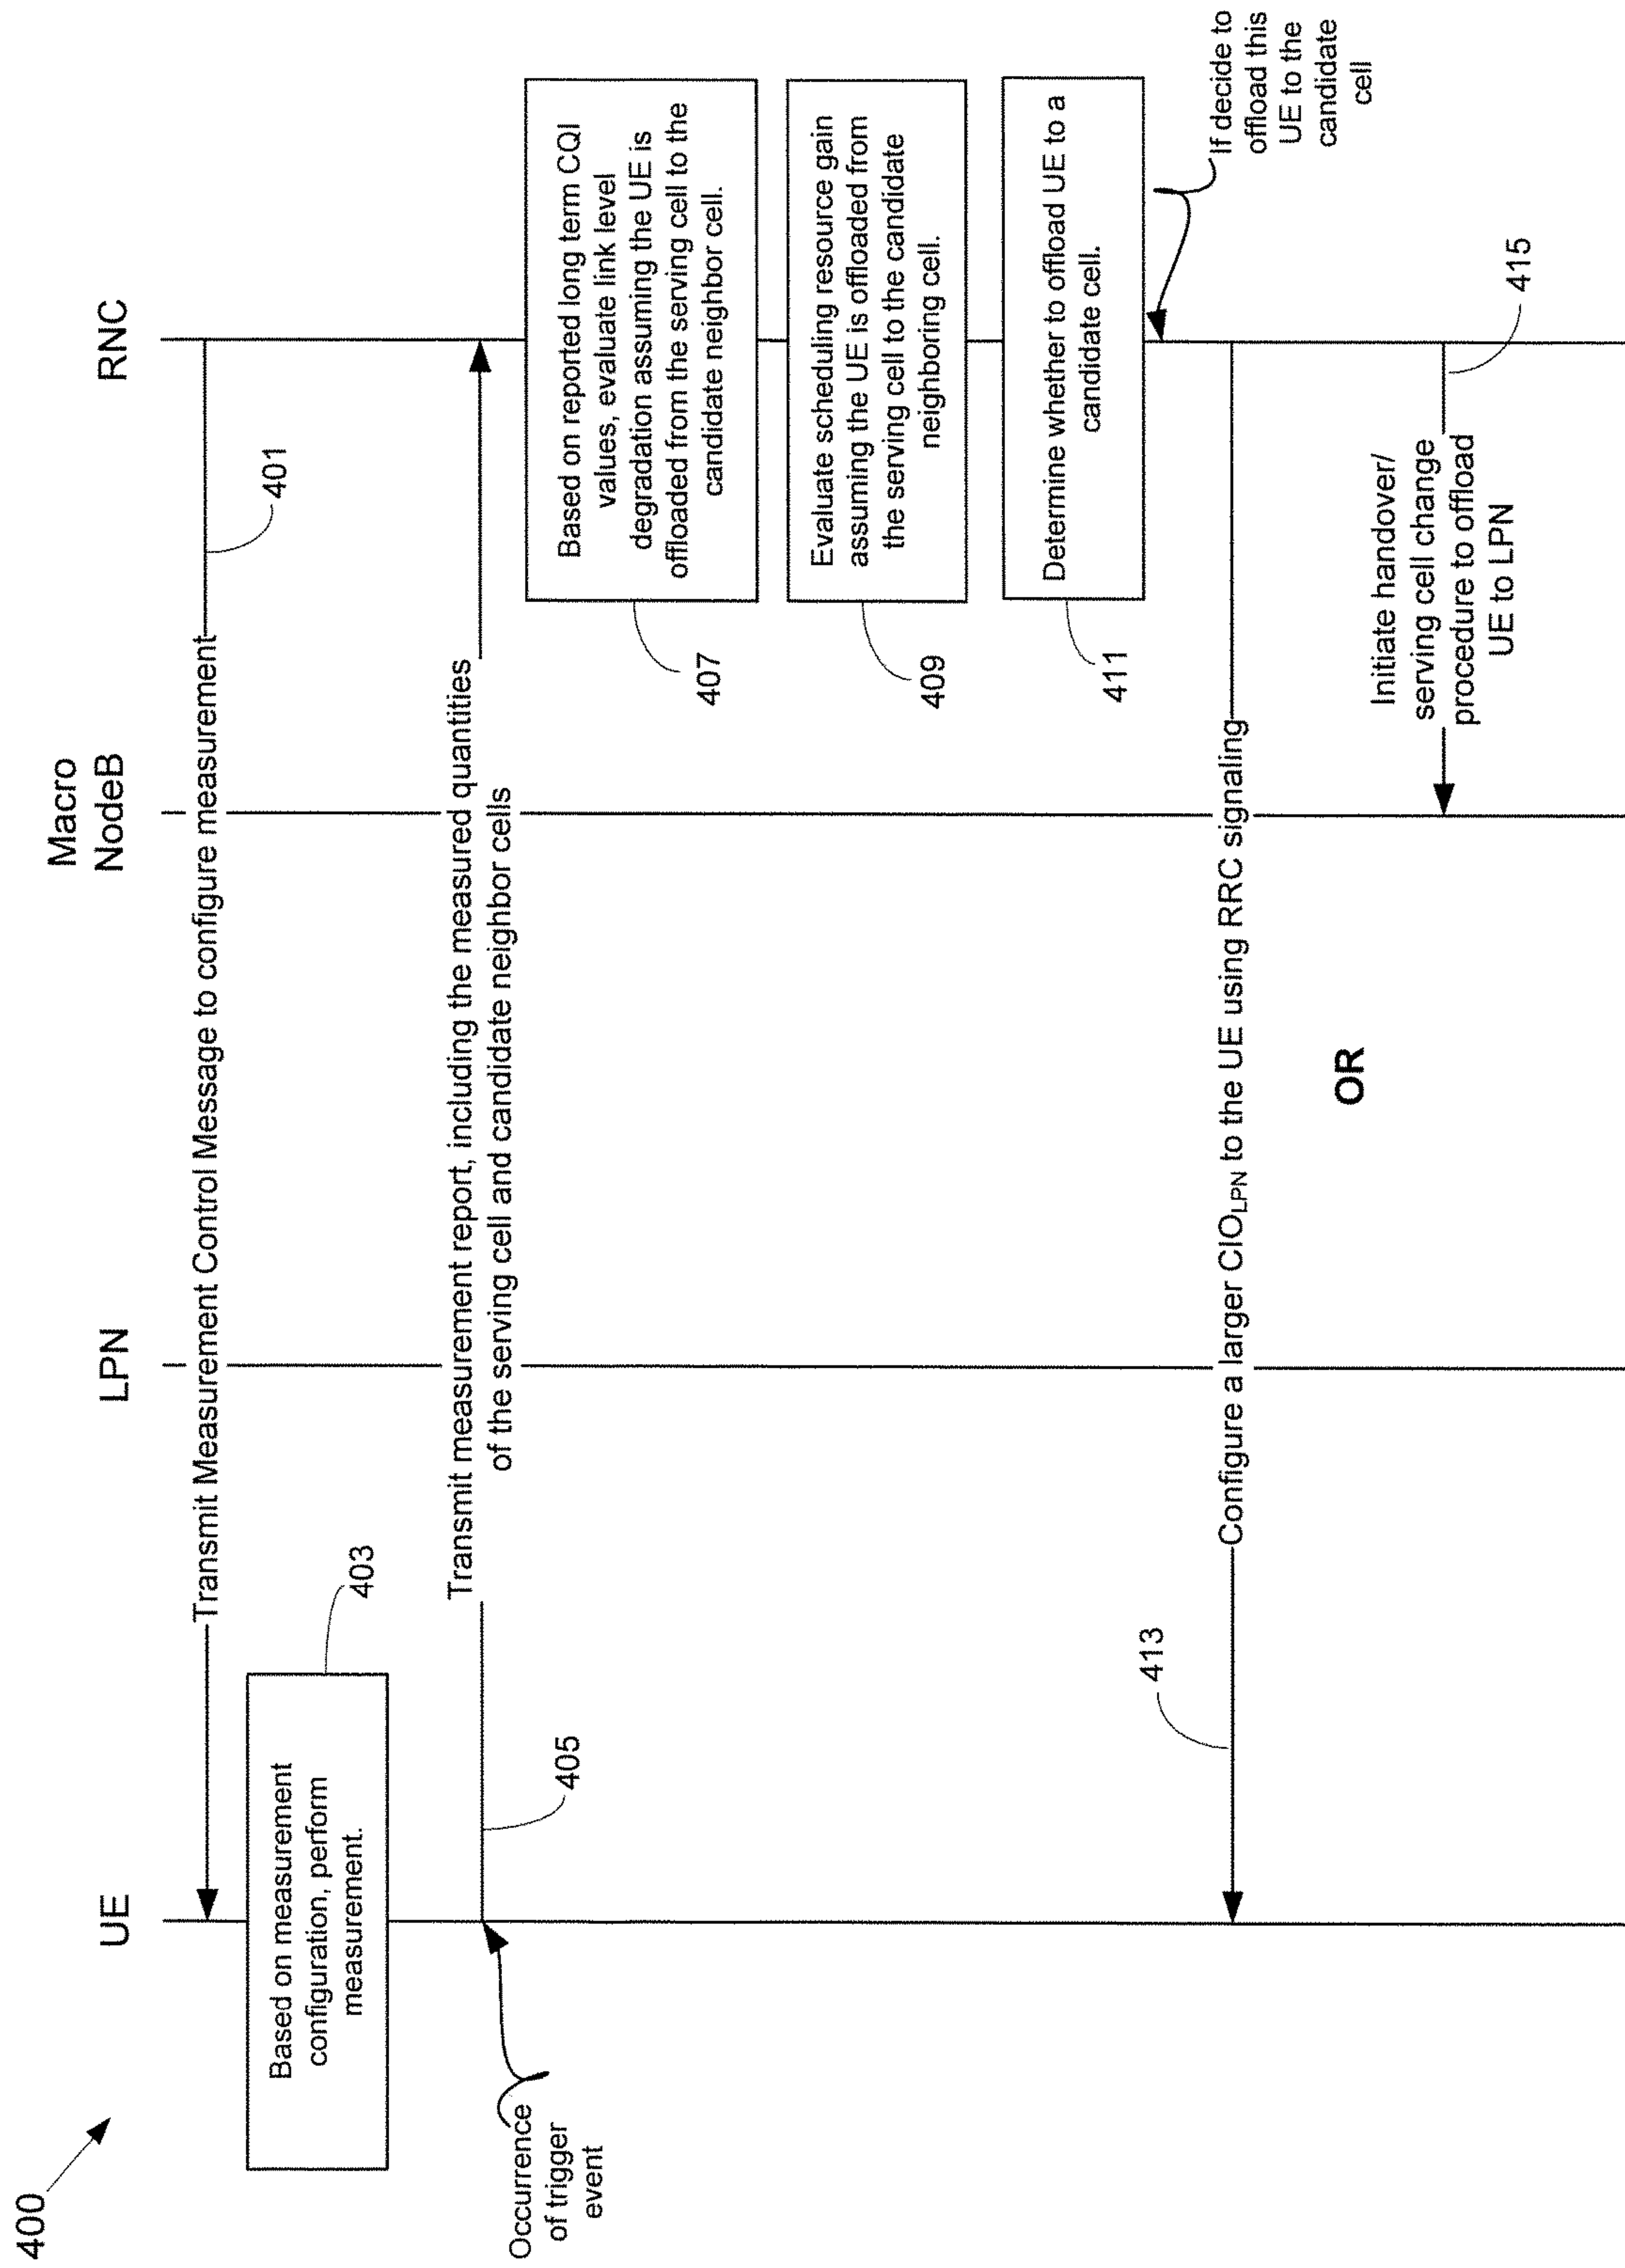 400
UE
LPN
Macro
NodeB
RNC
Transmit Measurement Control Message to configure measurement
401
Based on measurement
configuration, perform
measurement.
403
Occurrence
of trigger
event
Transmit measurement report, including the measured quantities
of the serving cell and candidate neighbor cells
405
Based on reported long term CQI
values, evaluate link level
degradation assuming the UE is
offloaded from the serving cell to the
candidate neighbor cell.
407
Evaluate scheduling resource gain
assuming the UE is offloaded from
the serving cell to the candidate
neighboring cell.
409
Determine whether to offload UE to a
candidate cell.
411
If decide to
offload this
UE to the
candidate
cell
413
Configure a larger CIO_LPN to the UE using RRC signaling
OR
Initiate handover/
serving cell change
procedure to offload
UE to LPN
415